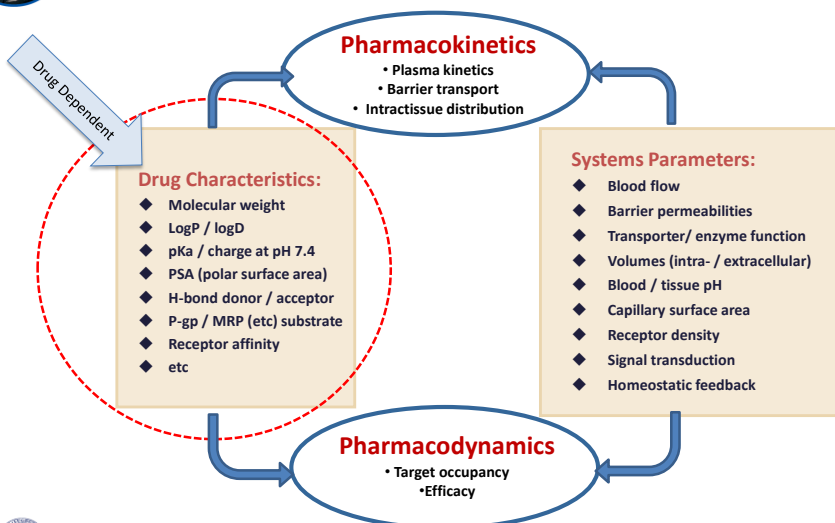 Pharmacokinetics
• Plasma kinetics
• Barrier transport
• Intractissue distribution
Drug Dependent
Drug Characteristics:
◆ Molecular weight
◆ LogP / logD
◆ pKa / charge at pH 7.4
◆ PSA (polar surface area)
◆ H-bond donor / acceptor
◆ P-gp / MRP (etc) substrate
◆ Receptor affinity
◆ etc
Systems Parameters:
◆ Blood flow
◆ Barrier permeabilities
◆ Transporter/ enzyme function
◆ Volumes (intra- / extracellular)
◆ Blood / tissue pH
◆ Capillary surface area
◆ Receptor density
◆ Signal transduction
◆ Homeostatic feedback
Pharmacodynamics
• Target occupancy
•Efficacy